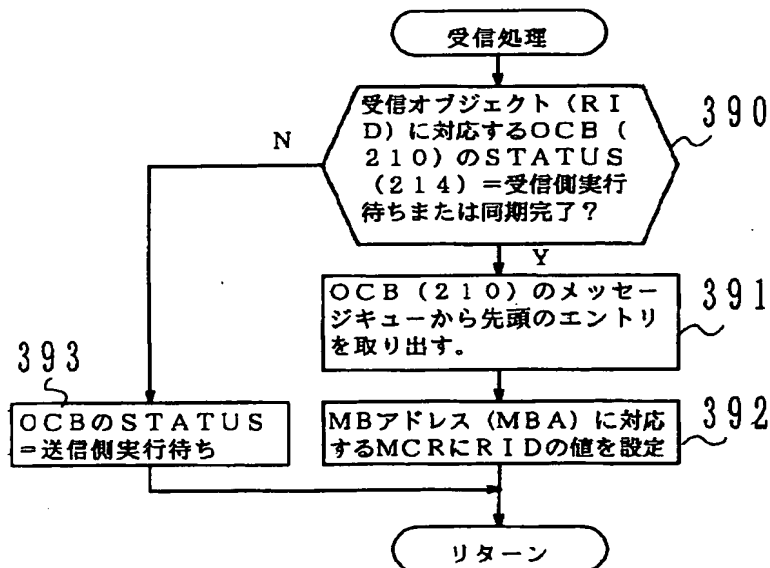 受信処理
受信オブジェクト(RI
D)に対応するOCB(
210)のSTATUS
(214)=受信側実行
待ちまたは同期完了?
390
N
Y
OCB(210)のメッセー
ジキューから先頭のエントリ
を取り出す。
391
393
OCBのSTATUS
=送信側実行待ち
MBアドレス(MBA)に対応
するMCRにRIDの値を設定
392
リターン